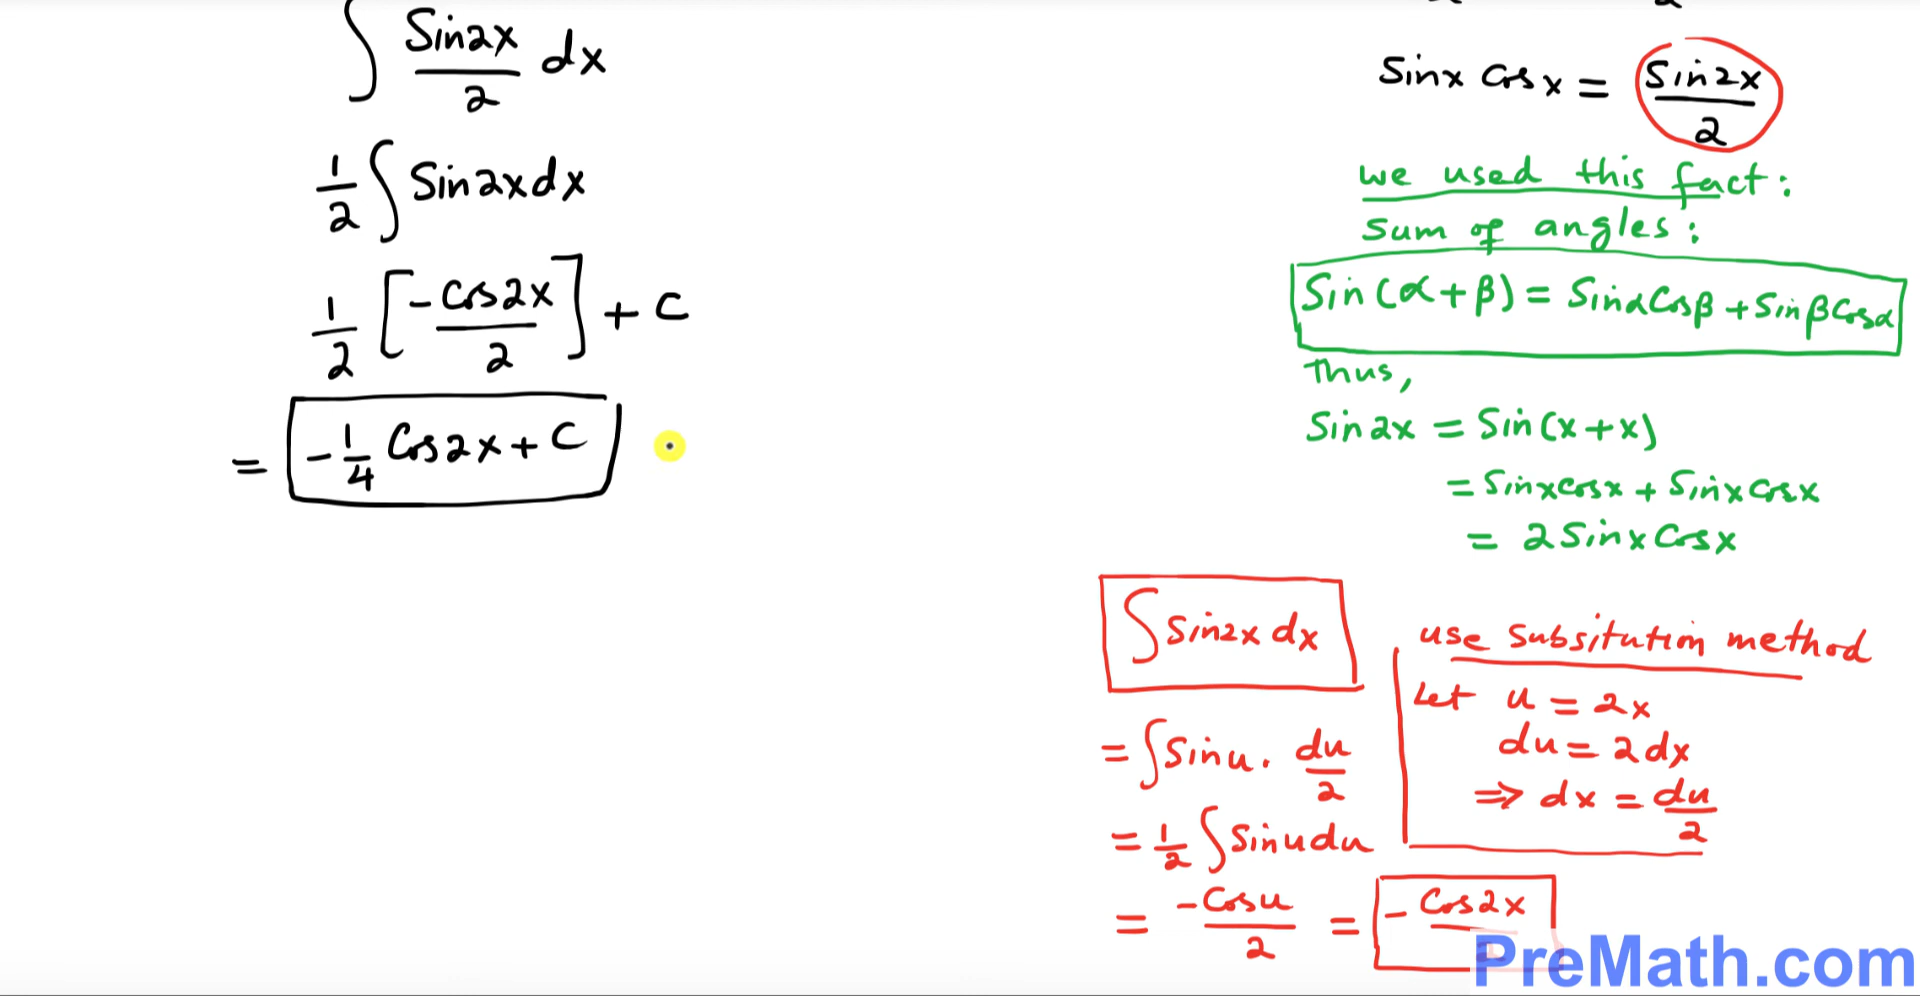 ∫ Sin2x/2 dx
1/2 ∫ Sin2xdx
1/2 [-Cos2x/2] + C
= -1/4 Cos2x + C
Sinx Cosx = Sin2x/2
we used this fact:
Sum of angles:
Sin(α+β) = SinαCosβ + SinβCosα
Thus,
Sin2x = Sin(x+x)
= Sinxcosx + SinxCosx
= 2SinxCosx
∫ Sin2x dx
use Subsitution method
Let u = 2x
du = 2dx
⇒ dx = du/2
= ∫ Sinu . du/2
= 1/2 ∫ Sinudu
= -Cosu/2 = - Cos2x
PreMath.com